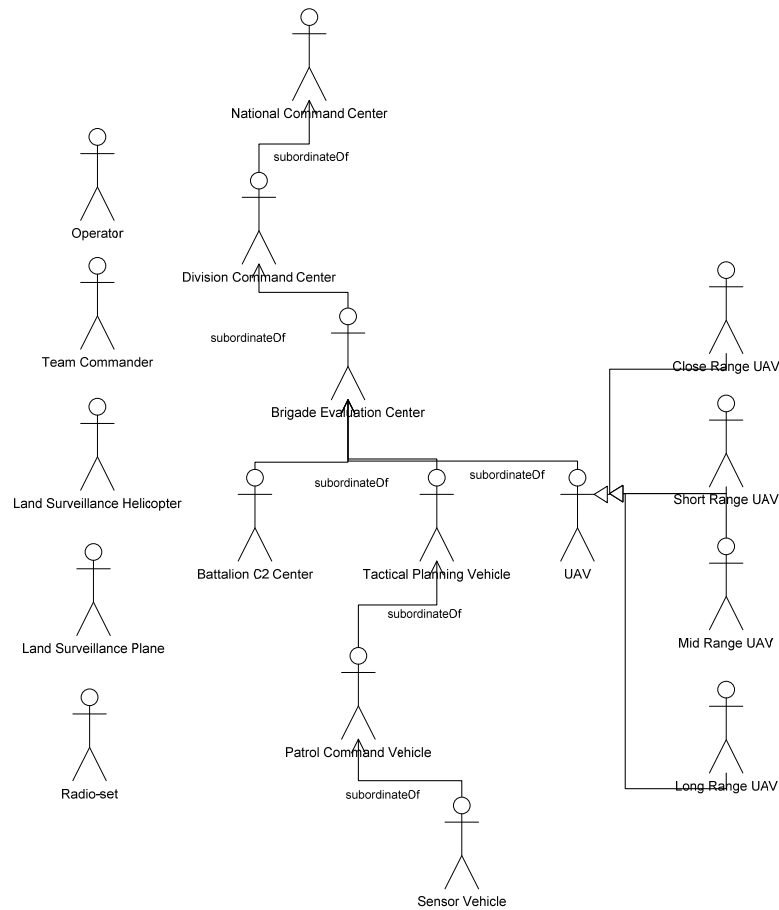 National Command Center
subordinateOf
Operator
Division Command Center
subordinateOf
Team Commander
Close Range UAV
Brigade Evaluation Center
subordinateOf
subordinateOf
Land Surveillance Helicopter
Short Range UAV
Battalion C2 Center
Tactical Planning Vehicle
UAV
subordinateOf
Land Surveillance Plane
Mid Range UAV
Patrol Command Vehicle
Radio-set
subordinateOf
Long Range UAV
Sensor Vehicle